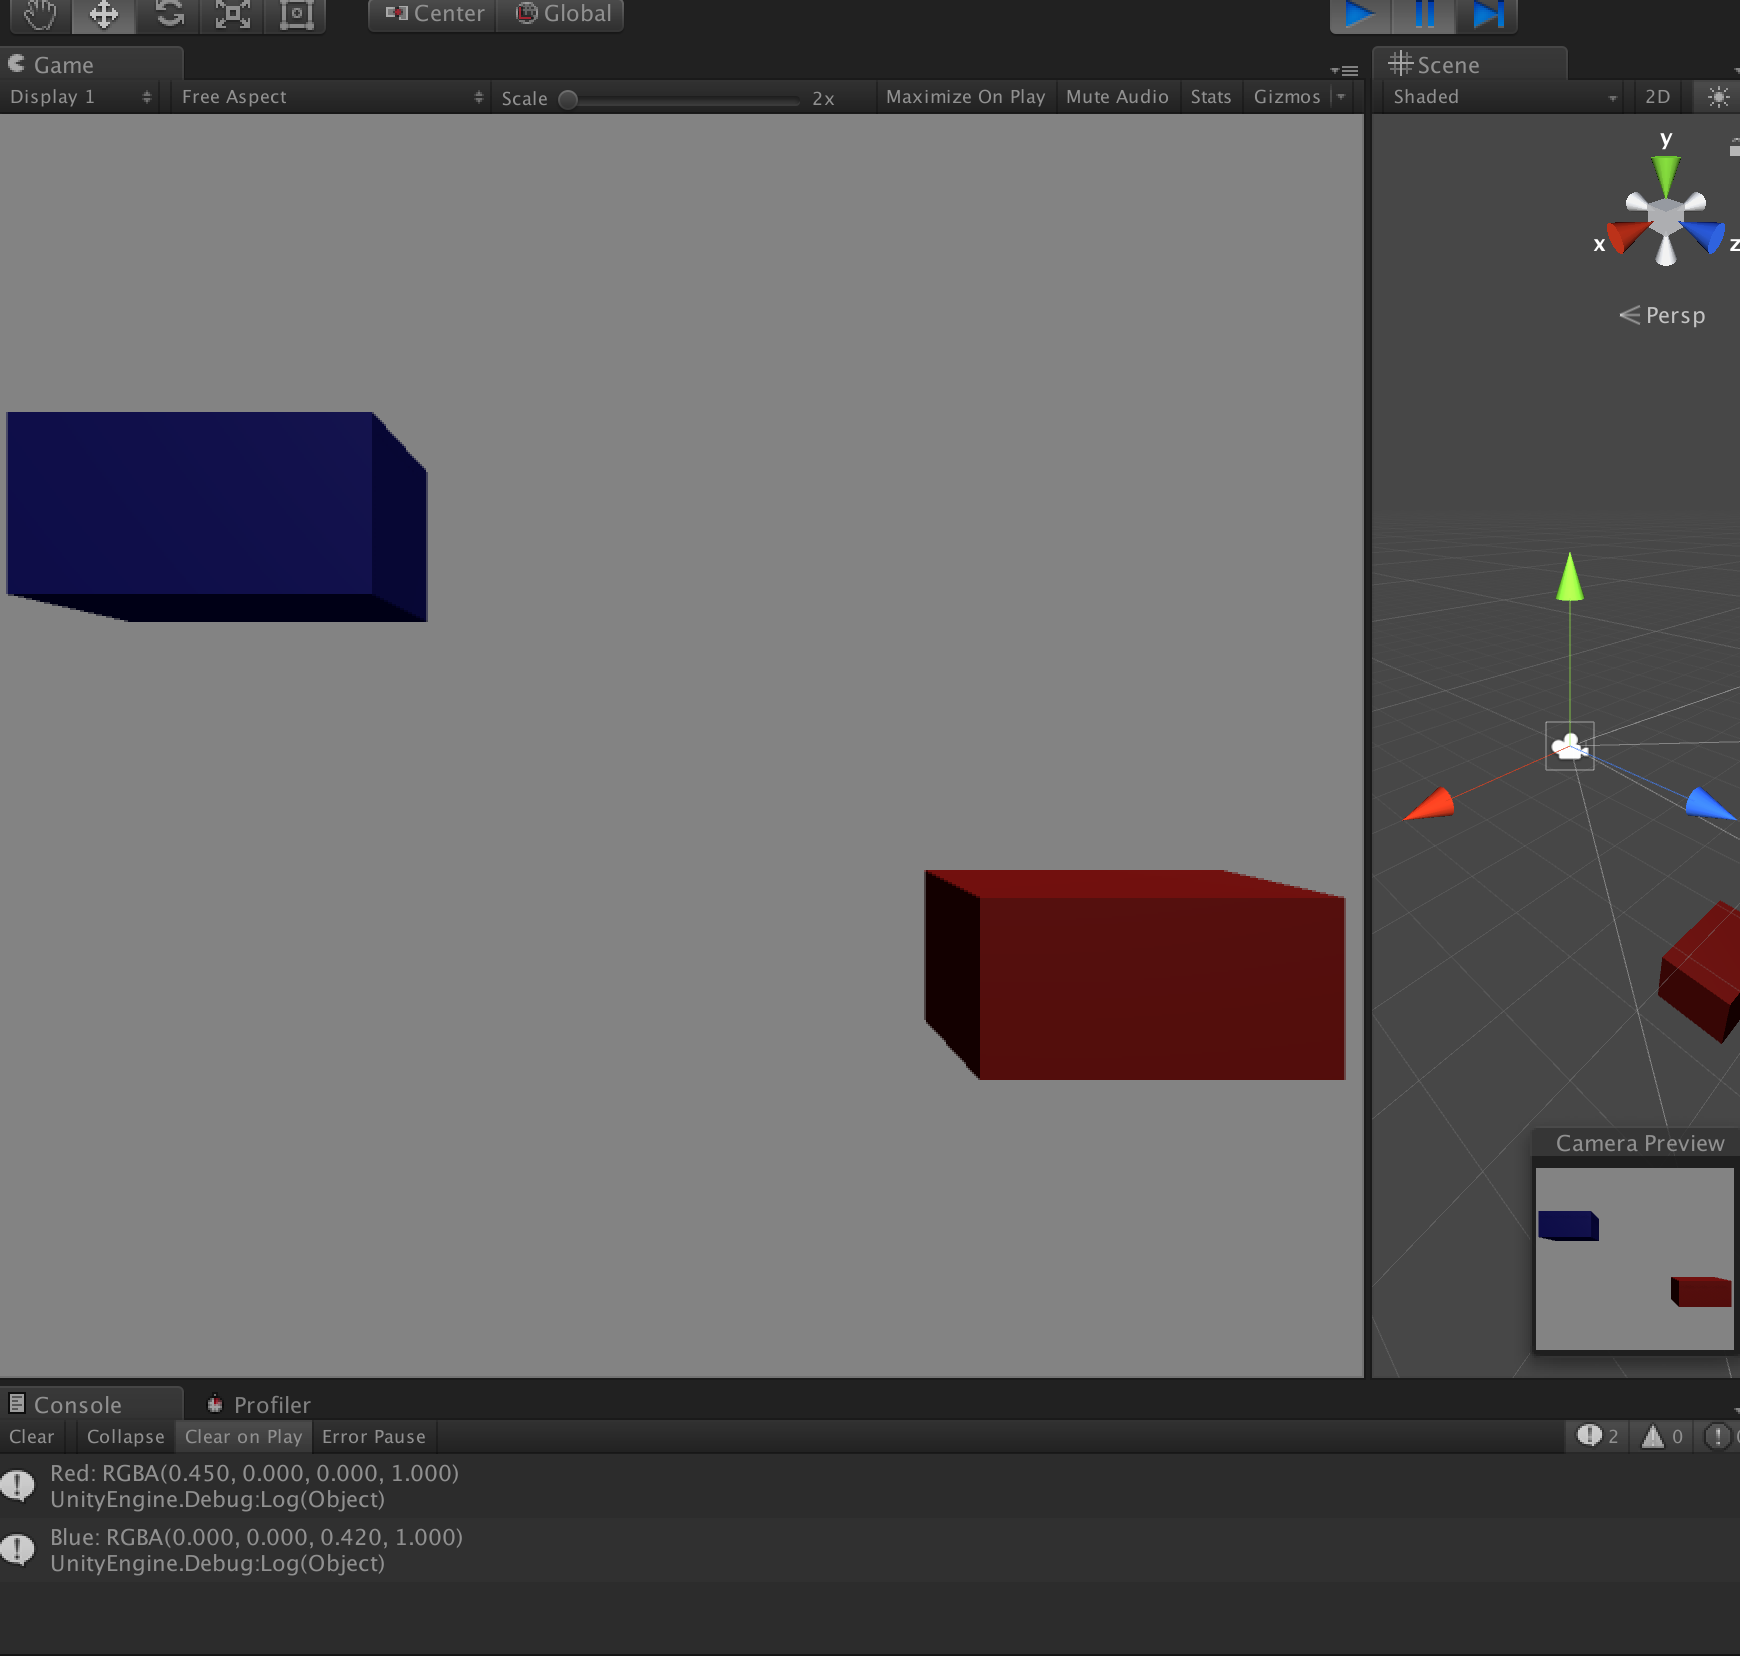 Center Global
Game
Display 1 Free Aspect Scale 2x Maximize On Play Mute Audio Stats Gizmos
Scene
Shaded 2D
y
x z
Persp
Camera Preview
Console Profiler
Clear Collapse Clear on Play Error Pause 2 0
Red: RGBA(0.450, 0.000, 0.000, 1.000)
UnityEngine.Debug:Log(Object)
Blue: RGBA(0.000, 0.000, 0.420, 1.000)
UnityEngine.Debug:Log(Object)